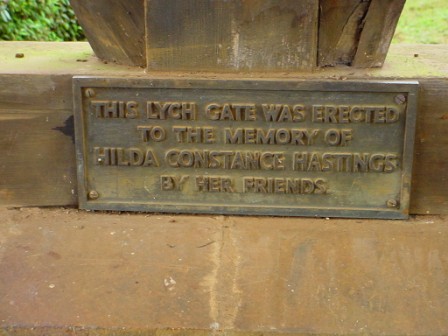 THIS LYCH GATE WAS ERECTED
TO THE MEMORY OF
HILDA CONSTANCE HASTINGS
BY HER FRIENDS.